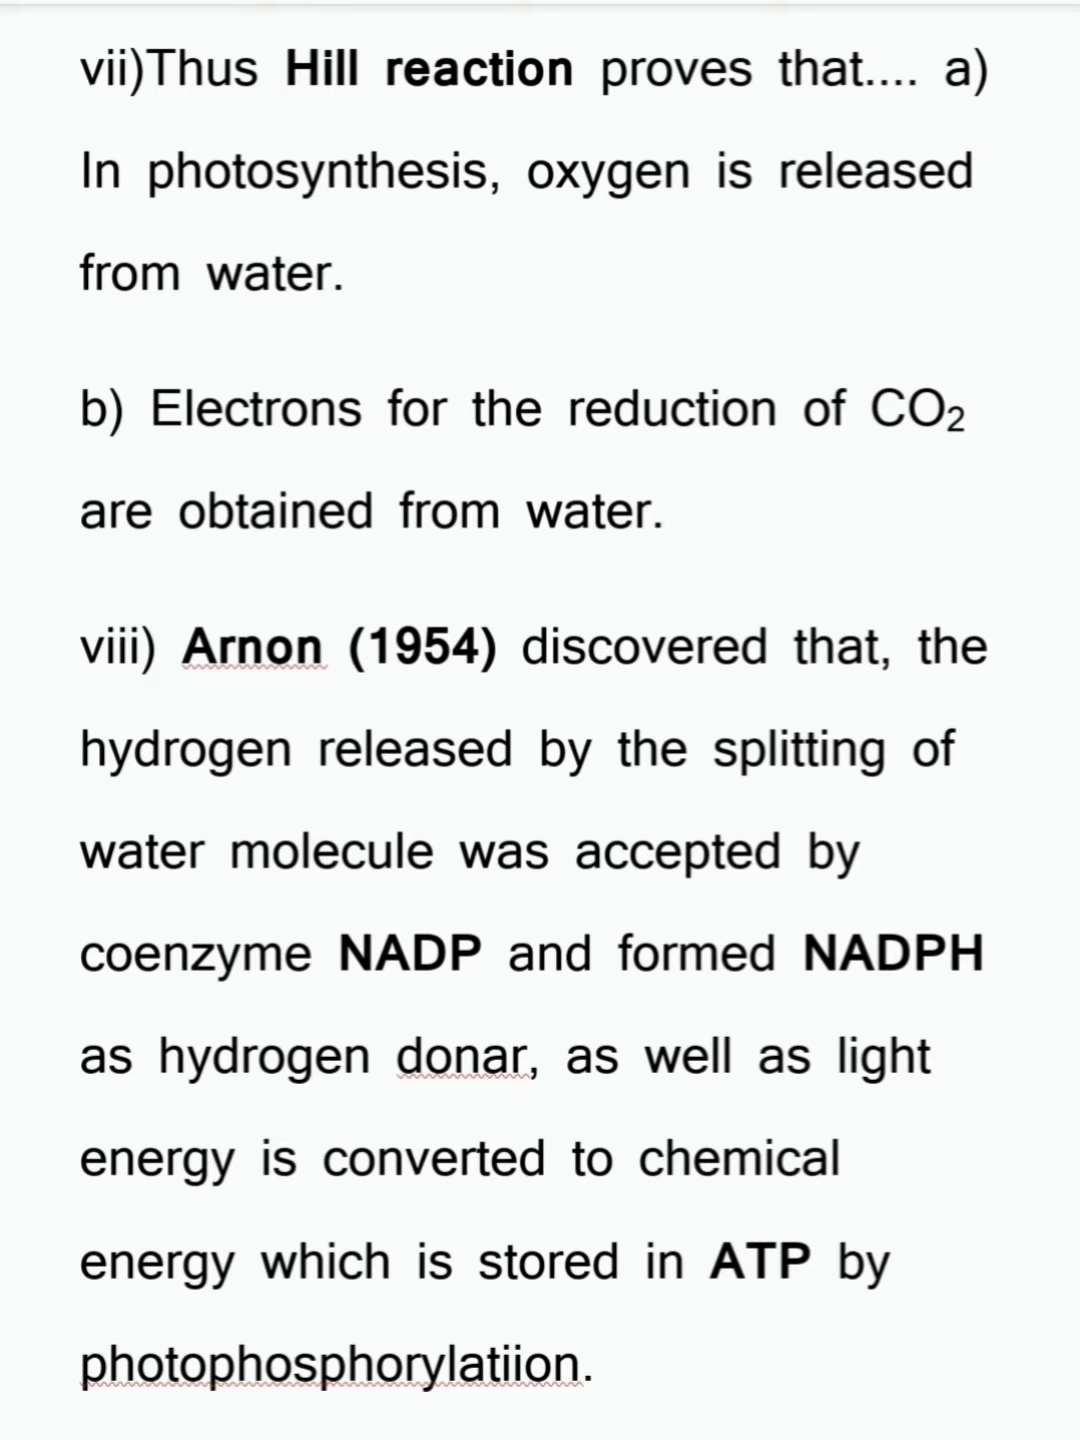 vii)Thus Hill reaction proves that.... a)
In photosynthesis, oxygen is released
from water.
b) Electrons for the reduction of CO₂
are obtained from water.
viii) Arnon (1954) discovered that, the
hydrogen released by the splitting of
water molecule was accepted by
coenzyme NADP and formed NADPH
as hydrogen donar, as well as light
energy is converted to chemical
energy which is stored in ATP by
photophosphorylatiion.